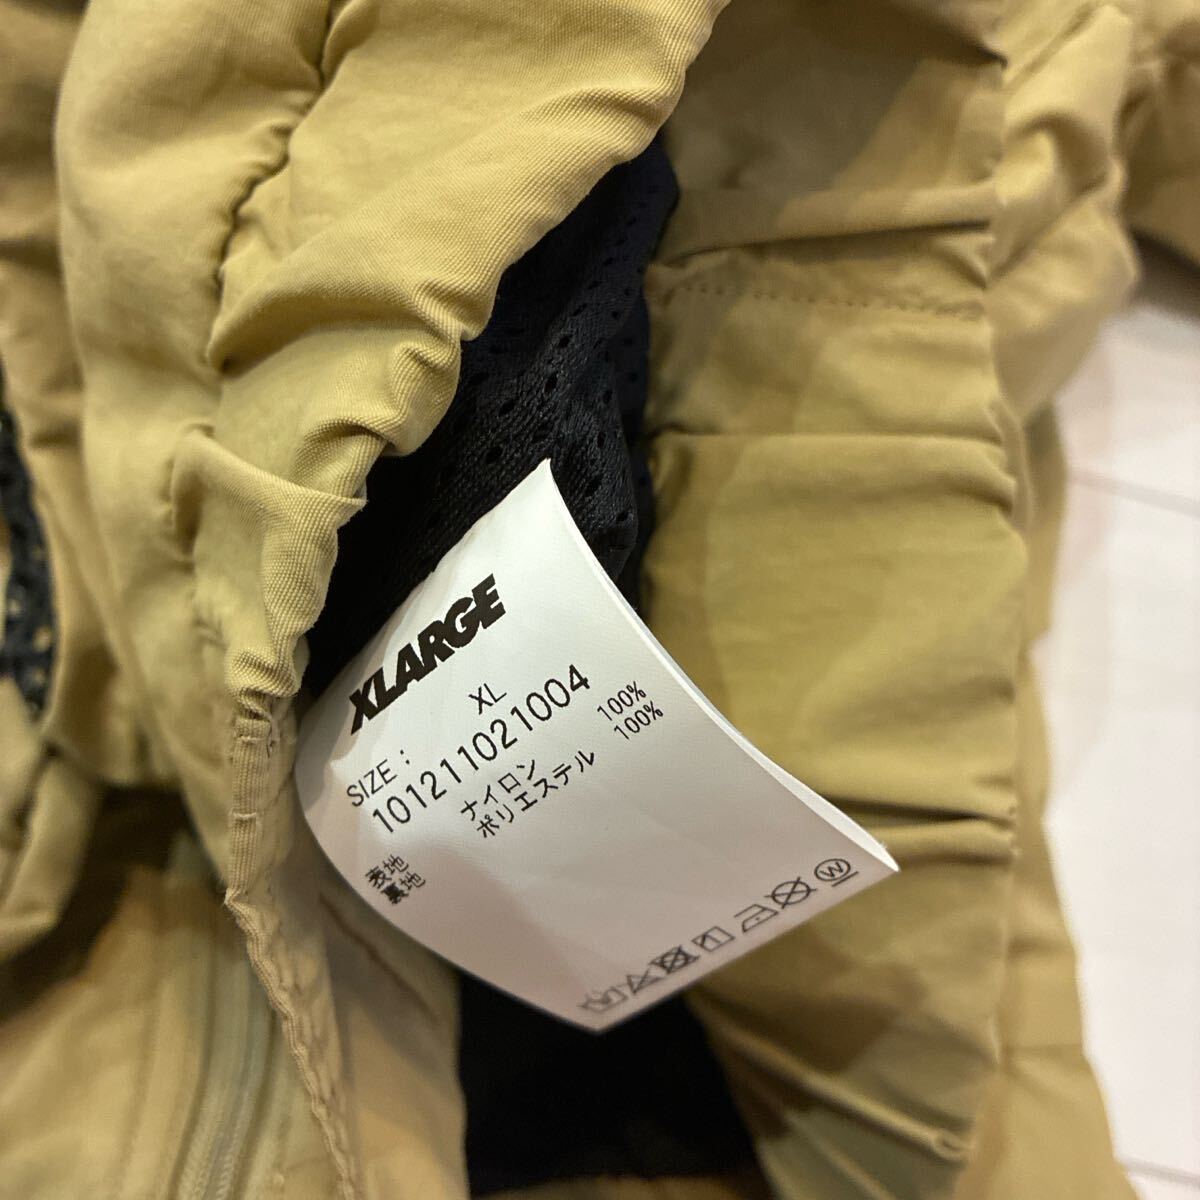 XLARGE
SIZE : XL
101211021004
表地 ナイロン 100%
裏地 ポリエステル 100%
W